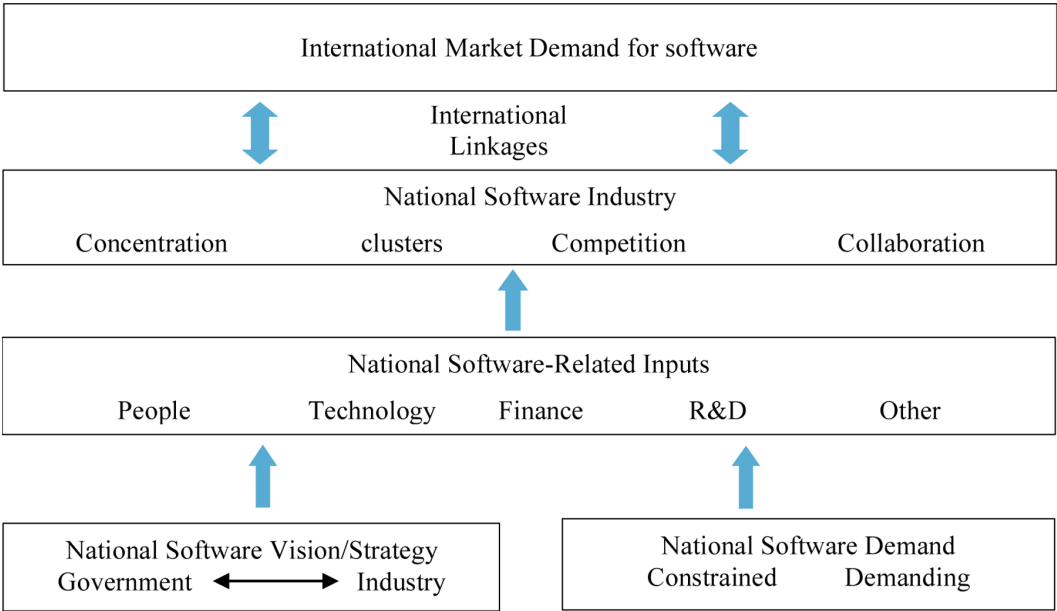 International Market Demand for software
International
Linkages
National Software Industry
Concentration clusters Competition Collaboration
National Software-Related Inputs
People Technology Finance R&D Other
National Software Vision/Strategy
Government Industry
National Software Demand
Constrained Demanding